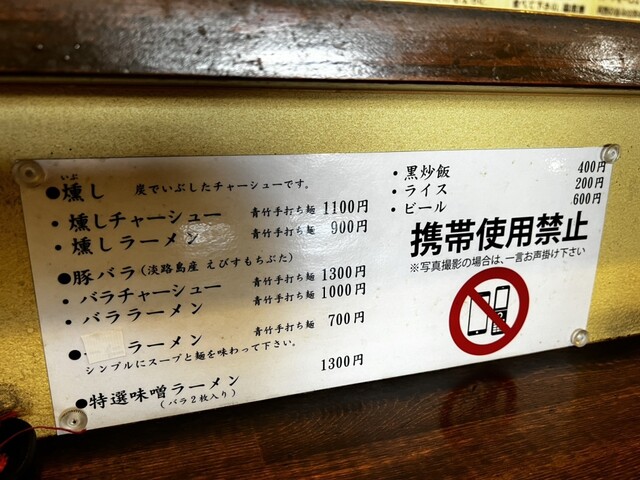 いぶ
●燻し 炭でいぶしたチャーシューです。
・燻しチャーシュー 青竹手打ち麺 1100円
・燻しラーメン 青竹手打ち麺 900円
●豚バラ(淡路島産 えびすもちぶた)
・バラチャーシュー 青竹手打ち麺 1300円
・バララーメン 青竹手打ち麺 1000円
● ラーメン 青竹手打ち麺 700円
シンプルにスープと麺を味わって下さい。
●特選味噌ラーメン 1300円
(バラ2枚入り)
・黒炒飯 400円
・ライス 200円
・ビール 600円
携帯使用禁止
※写真撮影の場合は、一言お声掛け下さい